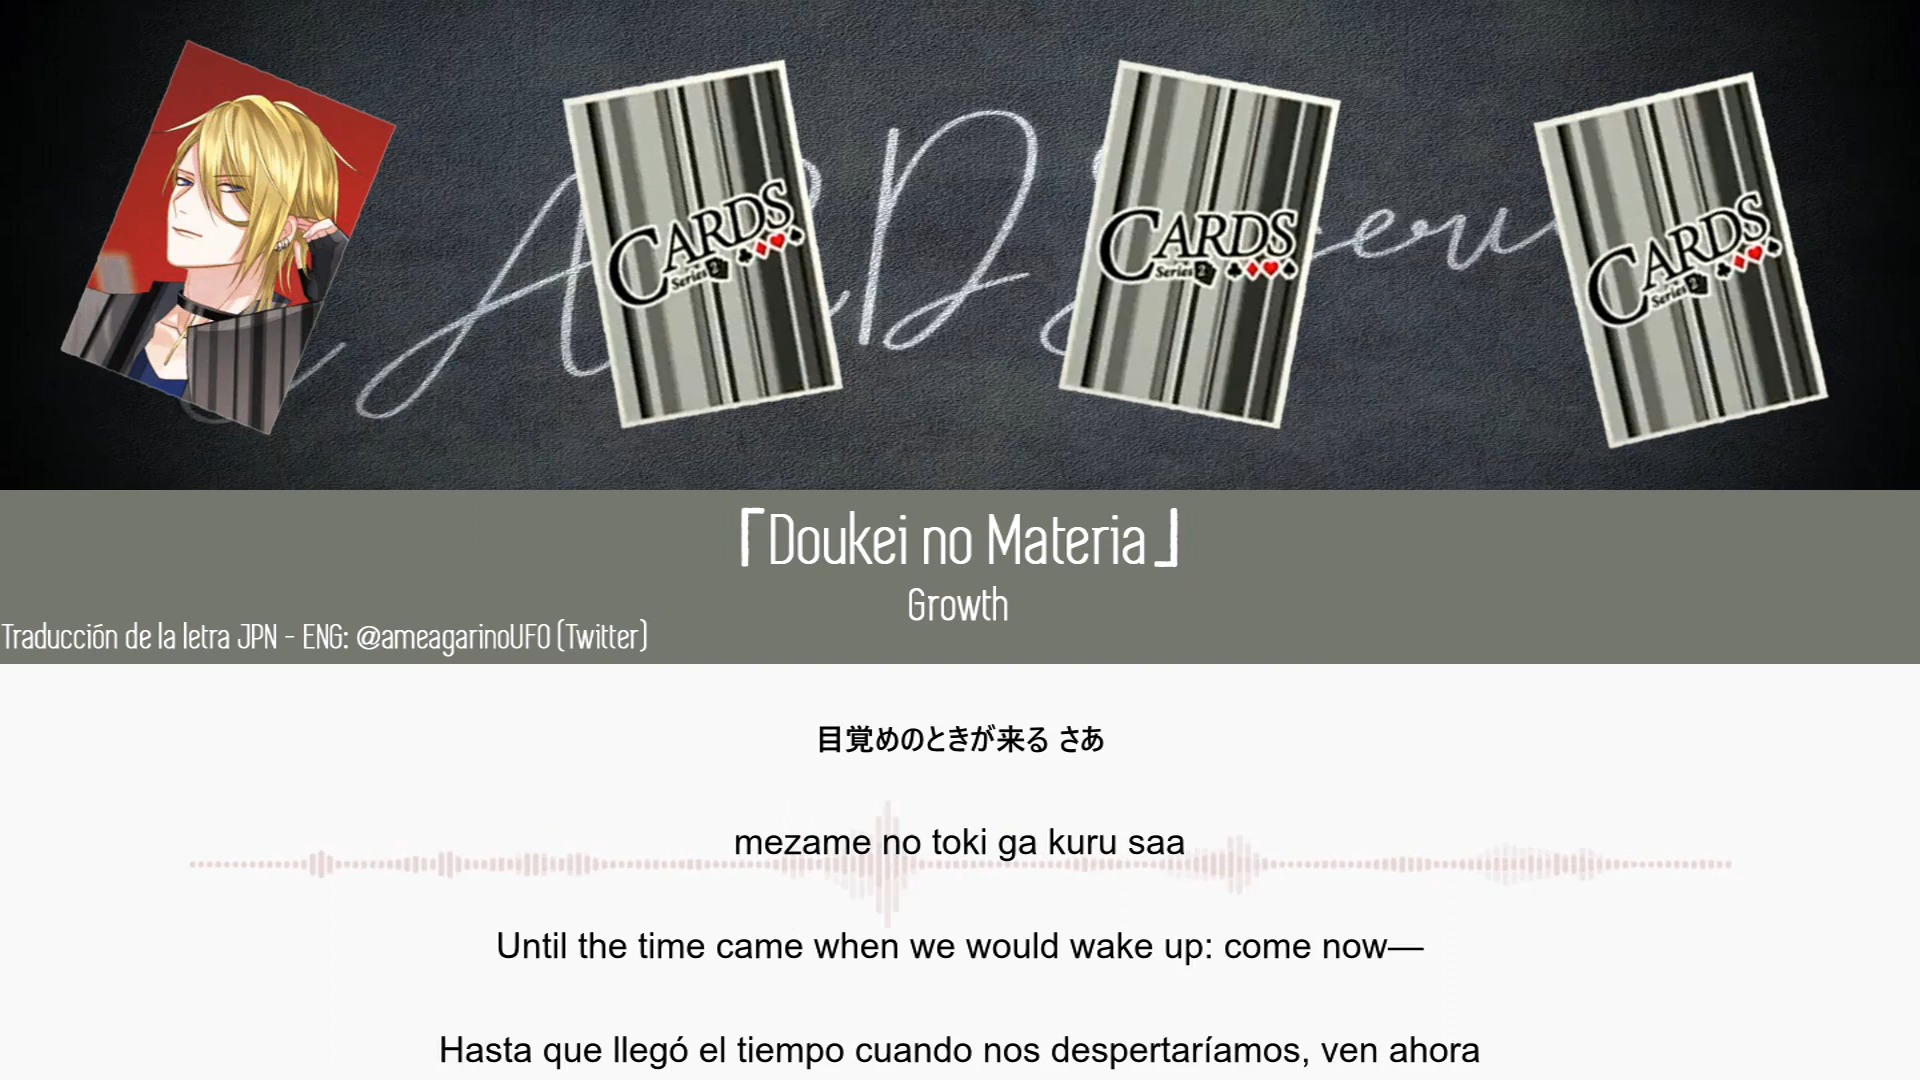 CARDS
Series 2
CARDS
Series 2
CARDS
Series 2
「Doukei no Materia」
Growth
Traducción de la letra JPN - ENG: @ameagarinoUFO (Twitter)
目覚めのときが来る さあ
mezame no toki ga kuru saa
Until the time came when we would wake up: come now—
Hasta que llegó el tiempo cuando nos despertaríamos, ven ahora